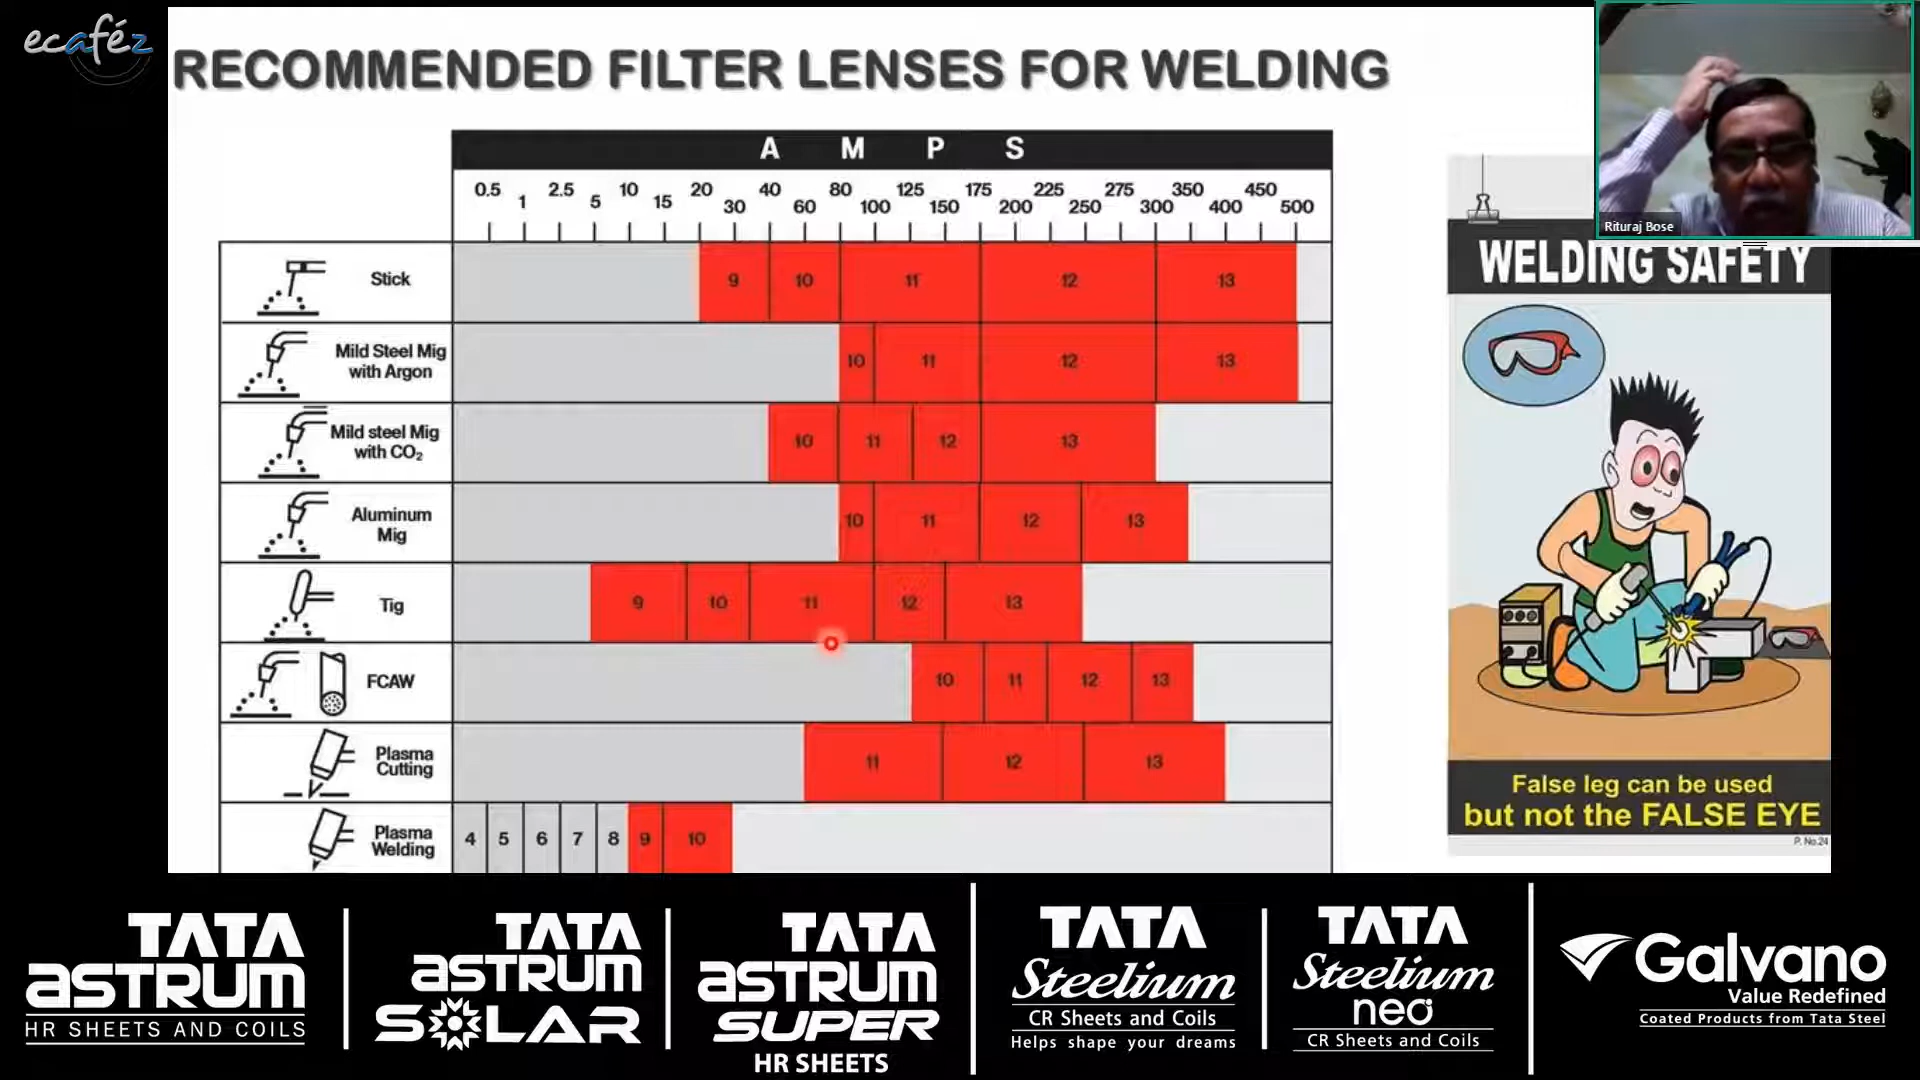 ecaféz
RECOMMENDED FILTER LENSES FOR WELDING
Rituraj Bose
A M P S
0.5 2.5 10 20 40 80 125 175 225 275 350 450
1 5 15 30 60 100 150 200 250 300 400 500
Stick 9 10 11 12 13
Mild Steel Mig
with Argon
10 11 12 13
Mild steel Mig
with CO₂
10 11 12 13
Aluminum
Mig
10 11 12 13
Tig 9 10 11 12 13
FCAW 10 11 12 13
Plasma
Cutting
11 12 13
Plasma
Welding
4 5 6 7 8 9 10
WELDING SAFETY
False leg can be used
but not the FALSE EYE
P. No.24
TATA
ASTRUM
HR SHEETS AND COILS
TATA
ASTRUM
SOLAR
TATA
ASTRUM
SUPER
HR SHEETS
TATA
Steelium
CR Sheets and Coils
Helps shape your dreams
TATA
Steelium
neo
CR Sheets and Coils
Galvano
Value Redefined
Coated Products from Tata Steel